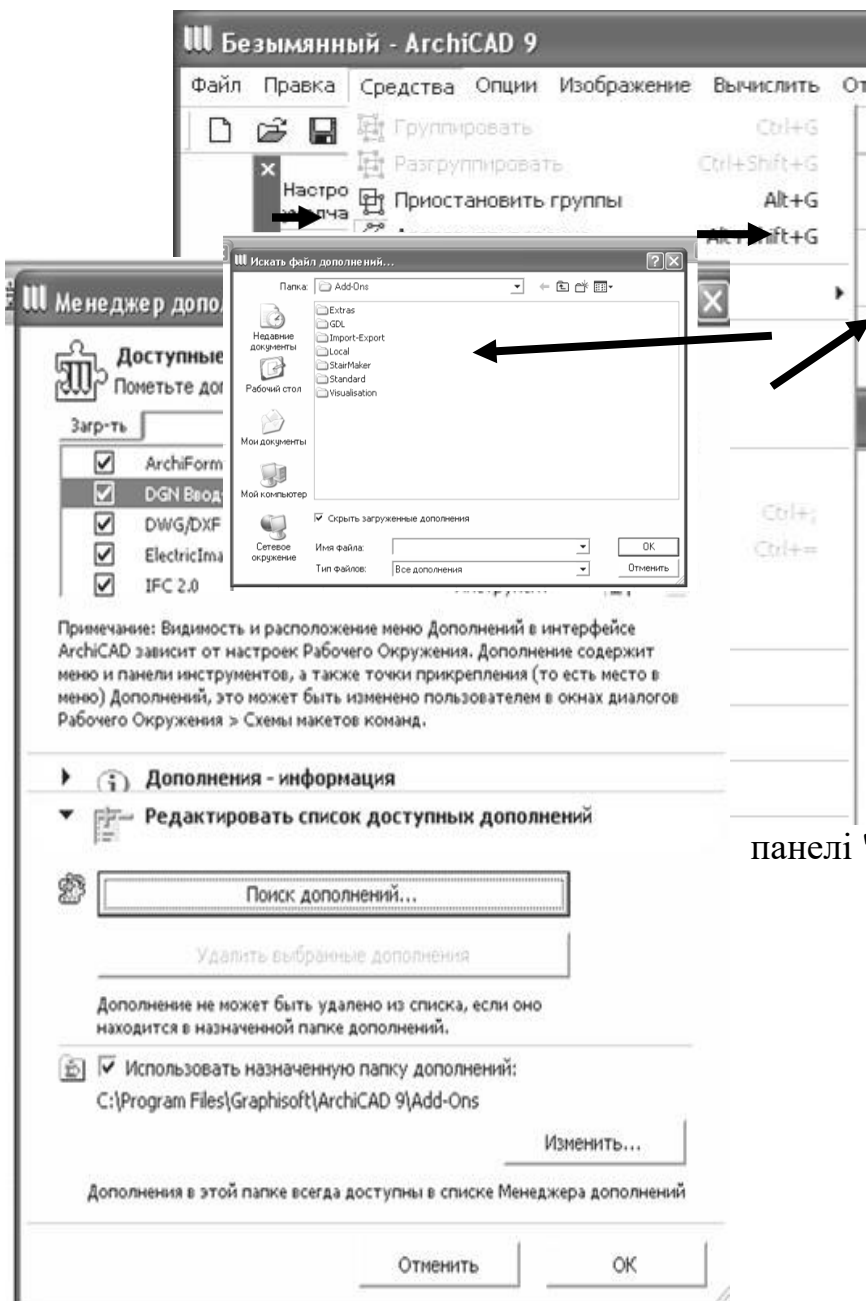 Безымянный - ArchiCAD 9
Файл Правка Средства Опции Изображение Вычислить
Группировать Ctrl+G
Разгруппировать Ctrl+Shift+G
Приостановить группы Alt+G
Shift+G
Ctrl+;
Ctrl+=
Искать файл дополнений...
Папка: Add-Ons
Недавние документы
Рабочий стол
Мои документы
Мой компьютер
Сетевое окружение
Extras
GDL
Import-Export
Local
StairMaker
Standard
Visualisation
Скрыть загруженные дополнения
Имя файла: OK
Тип файлов: Все дополнения Отменить
Менеджер
Доступные
Пометьте
Загр-ть
DGN
DWG/DXF
IFC 2.0
Примечание: Видимость и расположение меню Дополнений в интерфейсе
ArchiCAD зависит от настроек Рабочего Окружения. Дополнение содержит
меню и панели инструментов, а также точки прикрепления (то есть место в
меню) Дополнений, это может быть изменено пользователем в окнах диалогов
Рабочего Окружения > Схемы макетов команд.
Дополнения - информация
Редактировать список доступных дополнений
панелі
Поиск дополнений...
Удалить выбранные дополнения
Дополнение не может быть удалено из списка, если оно
находится в назначенной папке дополнений.
Использовать назначенную папку дополнений:
C:\Program Files\Graphisoft\ArchiCAD 9\Add-Ons
Изменить...
Дополнения в этой папке всегда доступны в списке Менеджера дополнений
Отменить OK